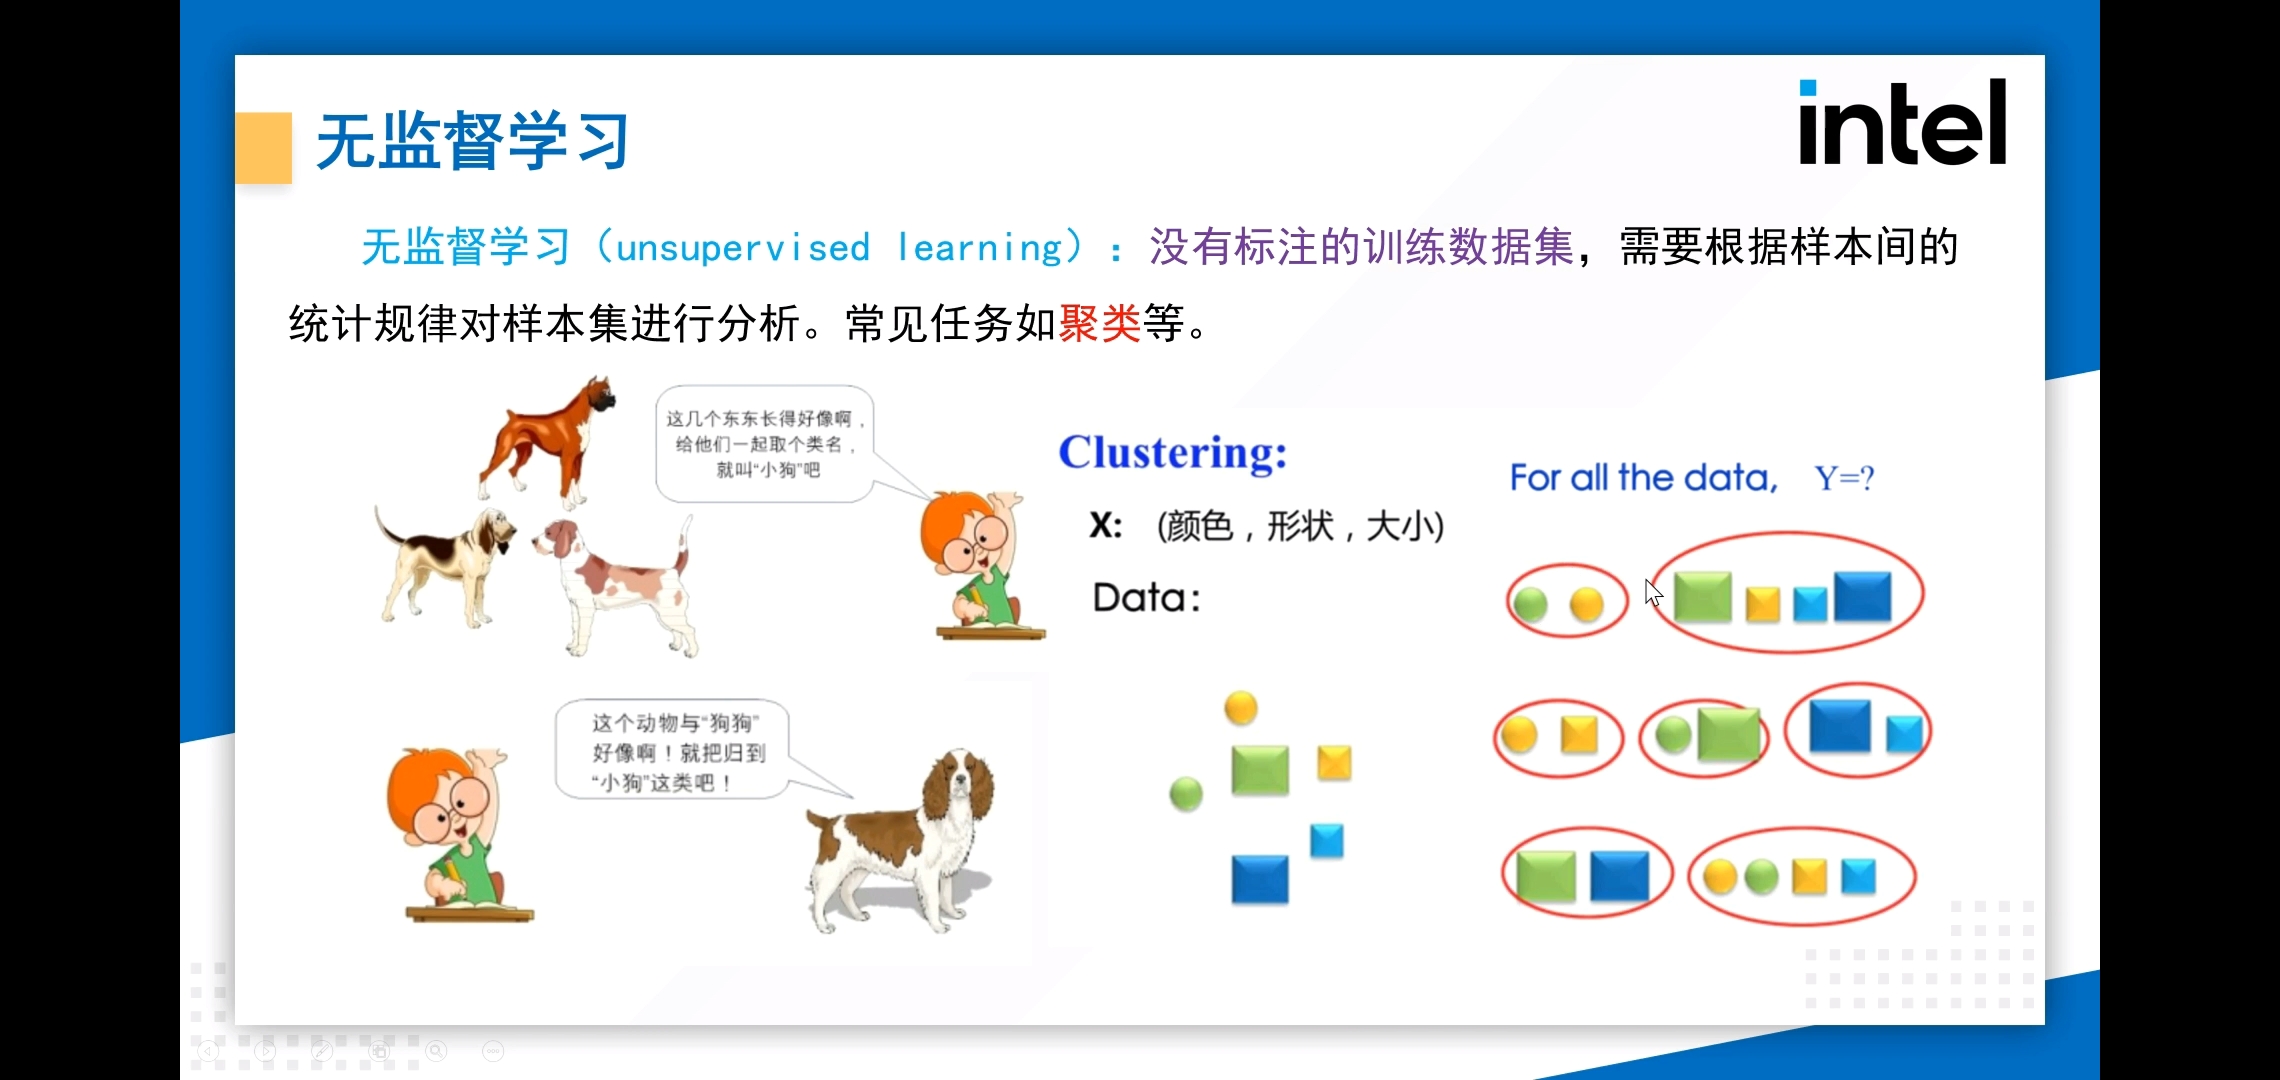 无监督学习
intel
无监督学习（unsupervised learning）：没有标注的训练数据集，需要根据样本间的
统计规律对样本集进行分析。常见任务如聚类等。
这几个东东长得好像啊，
给他们一起取个类名，
就叫“小狗”吧
Clustering:
X: (颜色，形状，大小)
Data:
For all the data, Y=?
这个动物与“狗狗”
好像啊！就把归到
“小狗”这类吧！